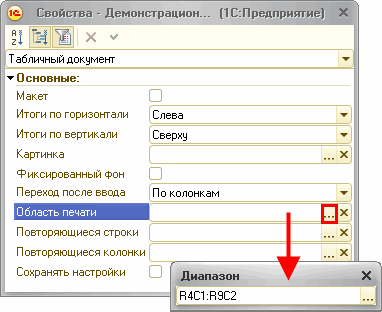 Свойства - Демонстрацион... (1С:Предприятие)
Табличный документ
Основные:
Макет
Итоги по горизонтали Слева
Итоги по вертикали Сверху
Картинка ...
Фиксированный фон
Переход после ввода По колонкам
Область печати ...
Повторяющиеся строки ...
Повторяющиеся колонки ...
Сохранять настройки
Диапазон
R4C1:R9C2